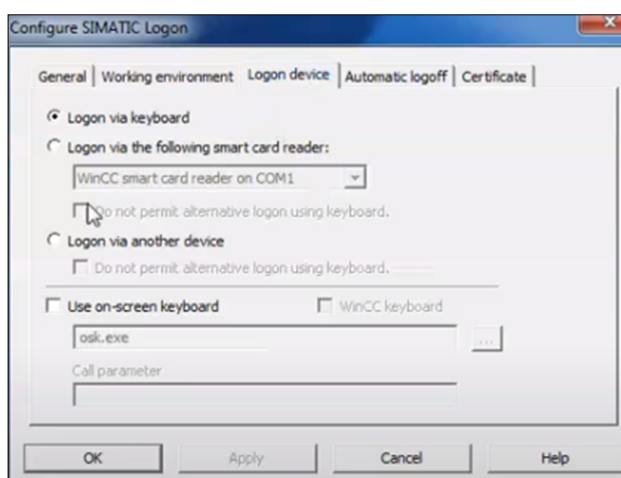 Configure SIMATIC Logon
General Working environment Logon device Automatic logoff Certificate
Logon via keyboard
Logon via the following smart card reader:
WinCC smart card reader on COM1
Do not permit alternative logon using keyboard.
Logon via another device
Do not permit alternative logon using keyboard.
Use on-screen keyboard WinCC keyboard
osk.exe ...
Call parameter
OK Apply Cancel Help